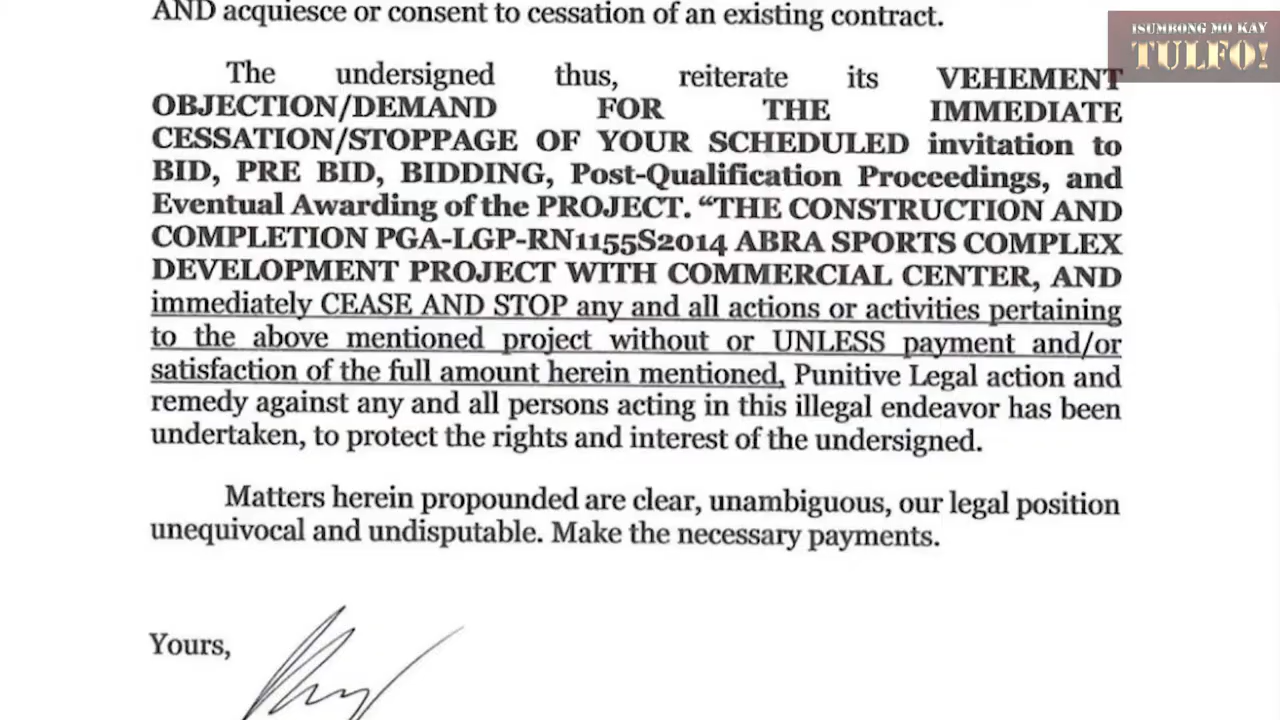 AND acquiesce or consent to cessation of an existing contract.
ISUMBONG MO KAY
TULFO!
The undersigned thus, reiterate its VEHEMENT
OBJECTION/DEMAND FOR THE IMMEDIATE
CESSATION/STOPPAGE OF YOUR SCHEDULED invitation to
BID, PRE BID, BIDDING, Post-Qualification Proceedings, and
Eventual Awarding of the PROJECT. “THE CONSTRUCTION AND
COMPLETION PGA-LGP-RN1155S2014 ABRA SPORTS COMPLEX
DEVELOPMENT PROJECT WITH COMMERCIAL CENTER, AND
immediately CEASE AND STOP any and all actions or activities pertaining
to the above mentioned project without or UNLESS payment and/or
satisfaction of the full amount herein mentioned, Punitive Legal action and
remedy against any and all persons acting in this illegal endeavor has been
undertaken, to protect the rights and interest of the undersigned.
Matters herein propounded are clear, unambiguous, our legal position
unequivocal and undisputable. Make the necessary payments.
Yours,